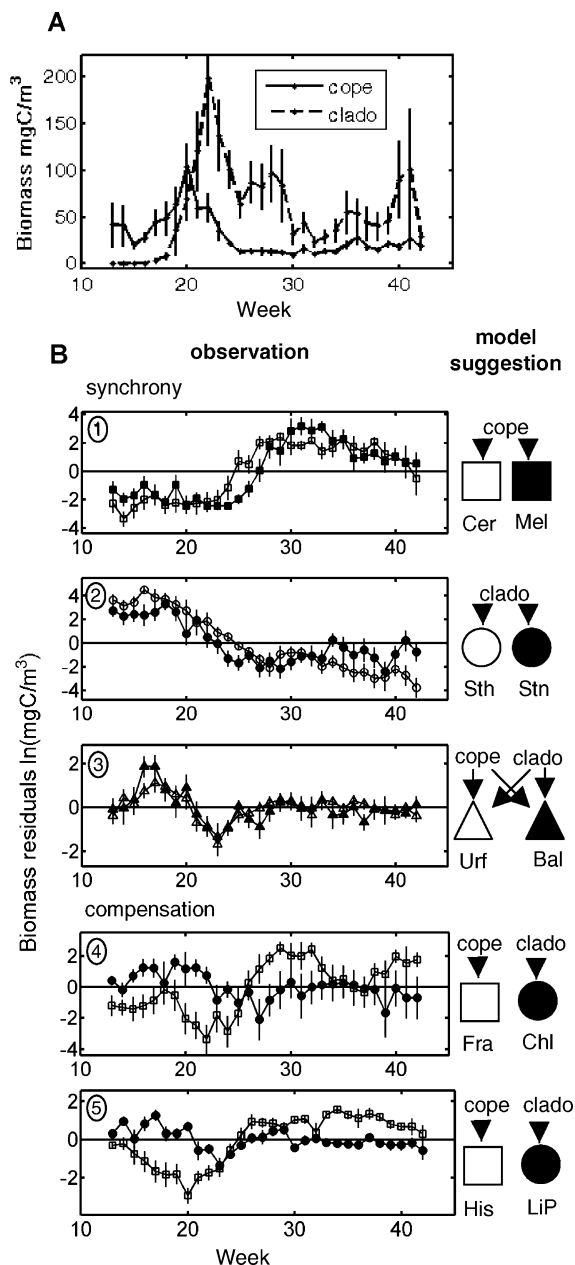 A
Biomass mgC/m³
200
150
100
50
0
cope
clado
10 20 30 40
Week
B
observation
model
suggestion
synchrony
Biomass residuals ln(mgC/m³)
1
4
2
0
-2
-4
10 20 30 40
cope
Cer Mel
2
4
2
0
-2
-4
10 20 30 40
clado
Sth Stn
3
2
0
-2
10 20 30 40
cope clado
Urf Bal
compensation
4
2
0
-2
-4
10 20 30 40
cope clado
Fra Chl
5
2
0
-2
10 20 30 40
Week
cope clado
His LiP